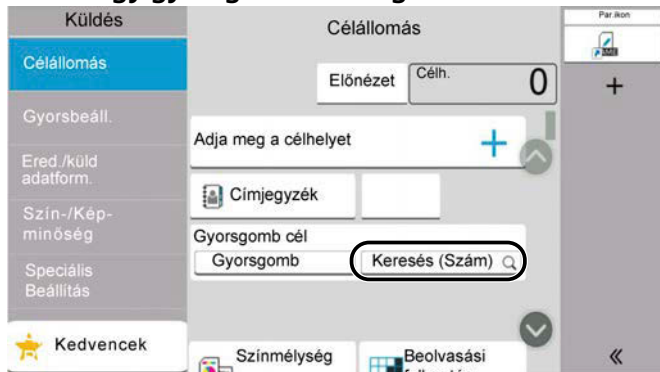 Küldés
Célállomás
Par.ikon
Célállomás
Előnézet
Célh.
0
Gyorsbeáll.
Adja meg a célhelyet
Ered./küld
adatform.
Címjegyzék
Szín-/Kép-
minőség
Gyorsgomb cél
Gyorsgomb
Keresés (Szám)
Speciális
Beállítás
Kedvencek
Színmélység
Beolvasási